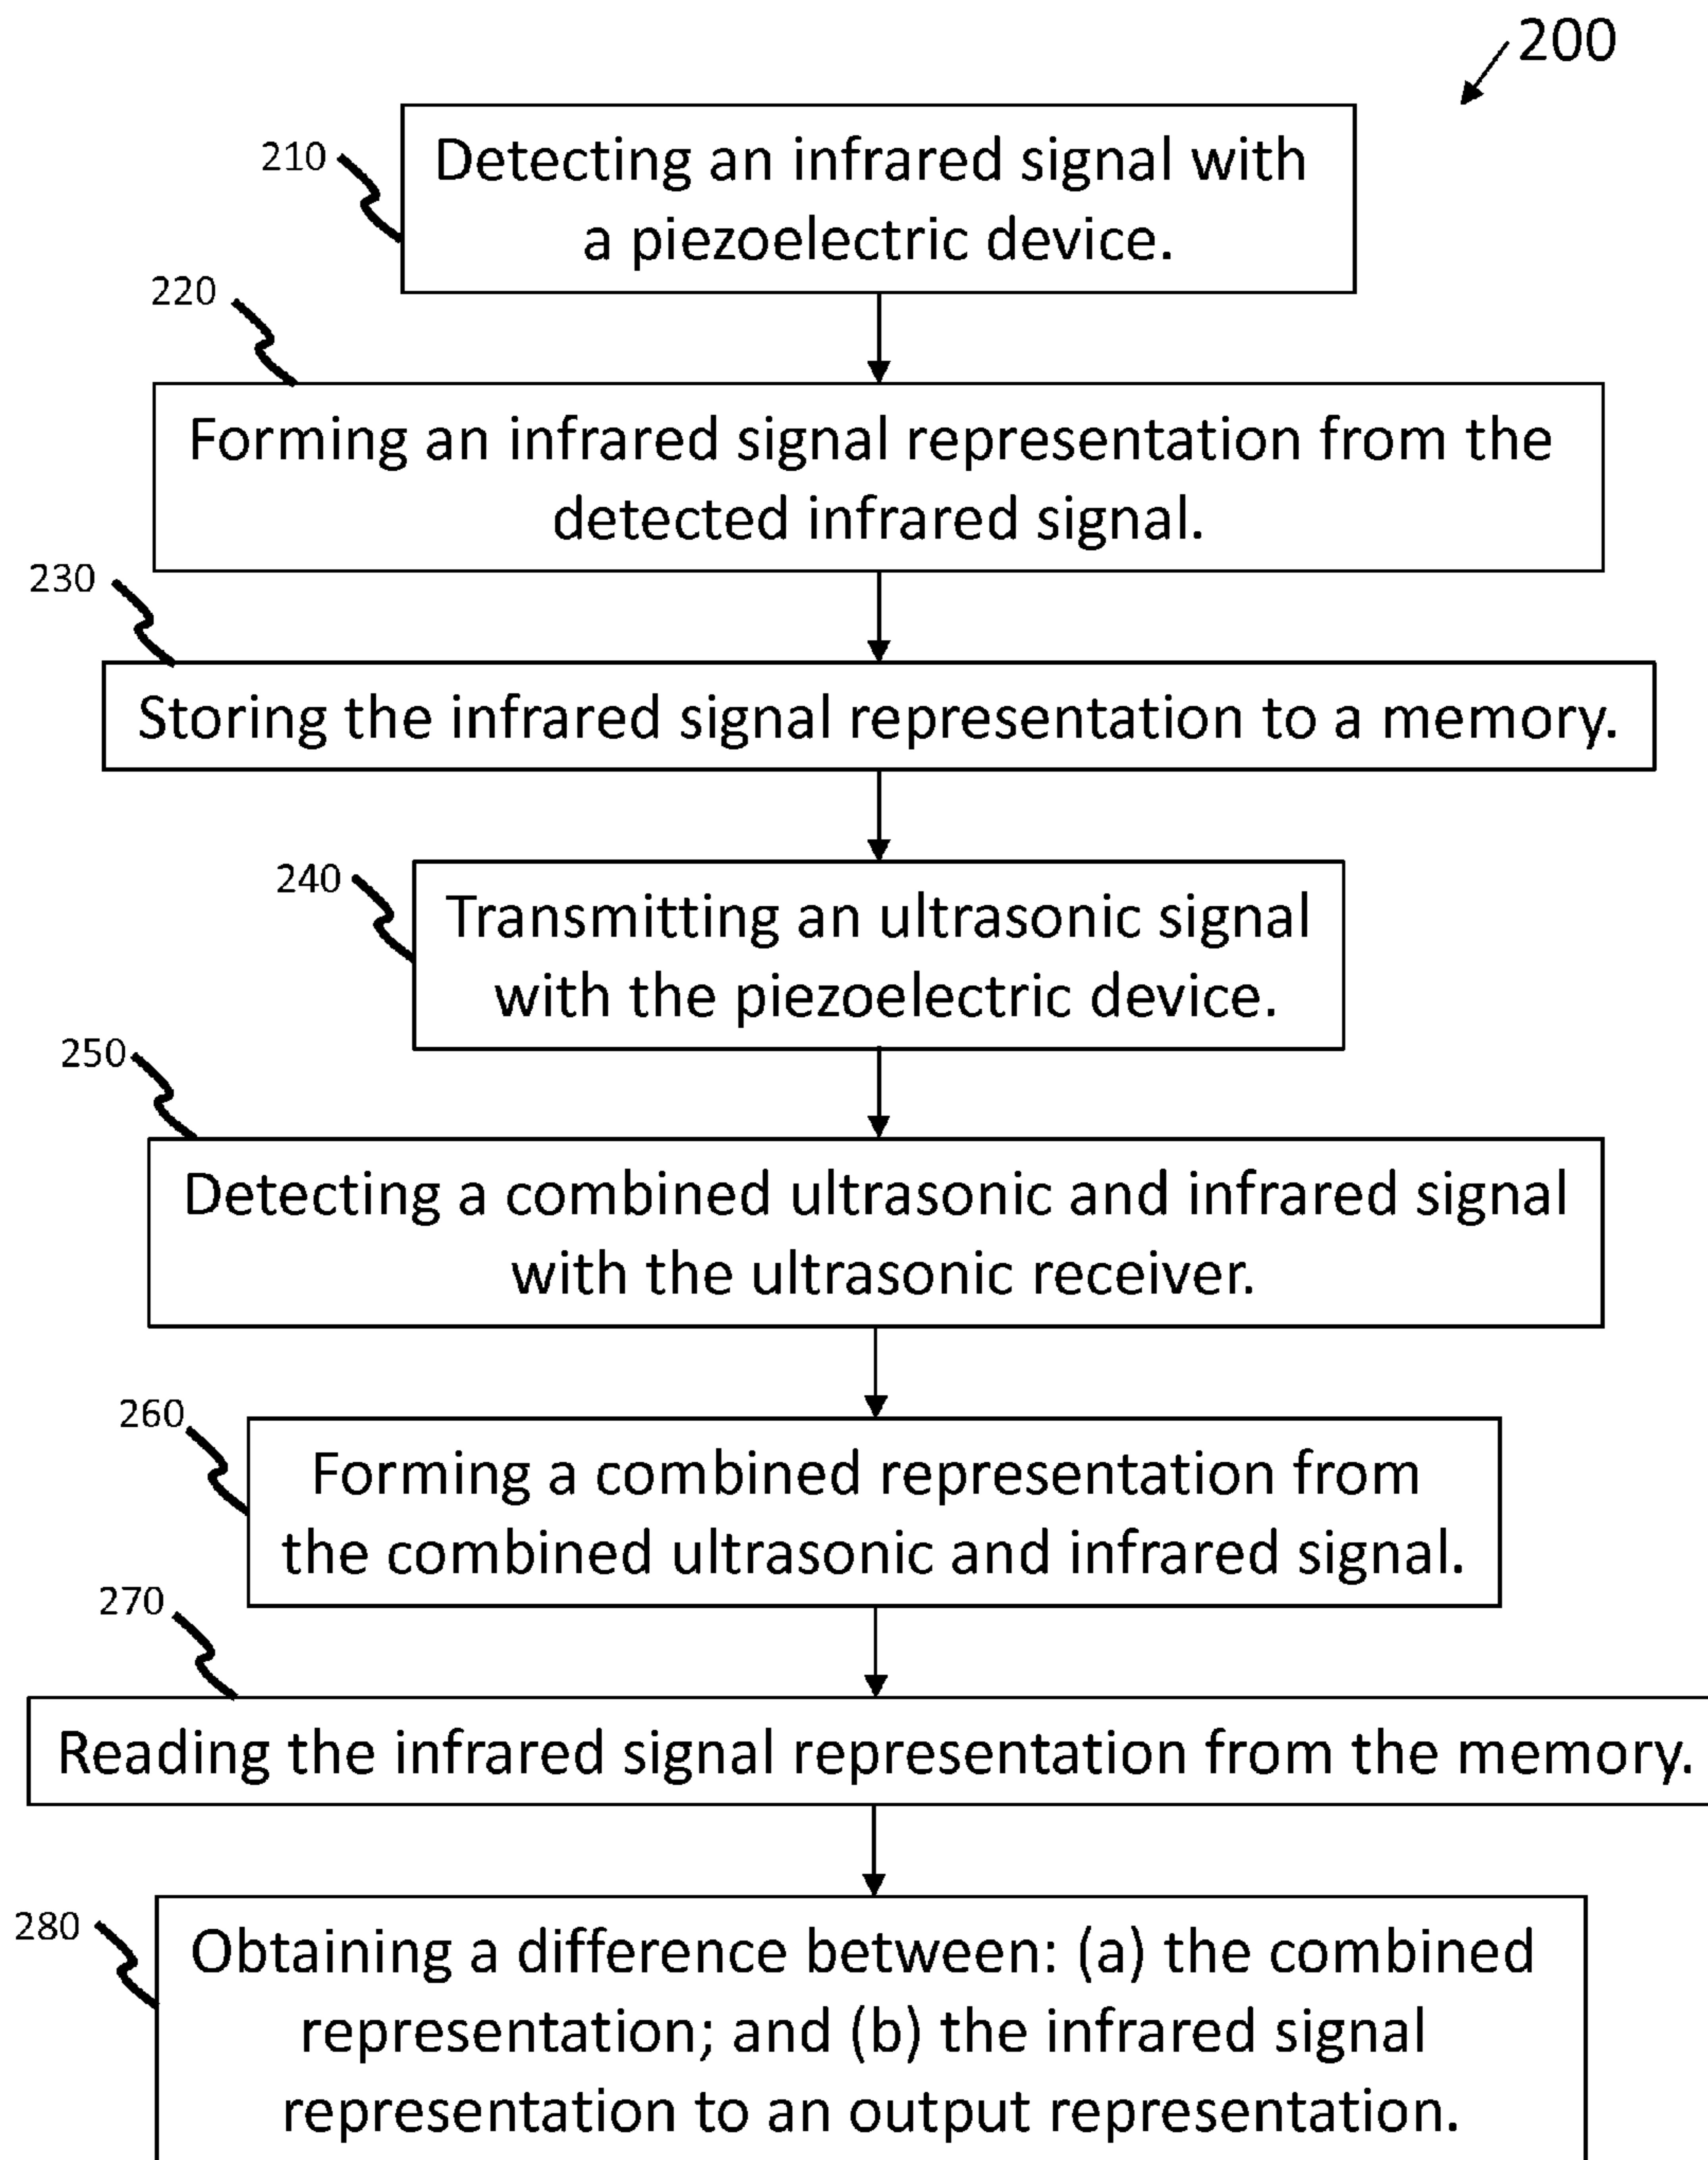 200
210
Detecting an infrared signal with
a piezoelectric device.
220
Forming an infrared signal representation from the
detected infrared signal.
230
Storing the infrared signal representation to a memory.
240
Transmitting an ultrasonic signal
with the piezoelectric device.
250
Detecting a combined ultrasonic and infrared signal
with the ultrasonic receiver.
260
Forming a combined representation from
the combined ultrasonic and infrared signal.
270
Reading the infrared signal representation from the memory.
280
Obtaining a difference between: (a) the combined
representation; and (b) the infrared signal
representation to an output representation.